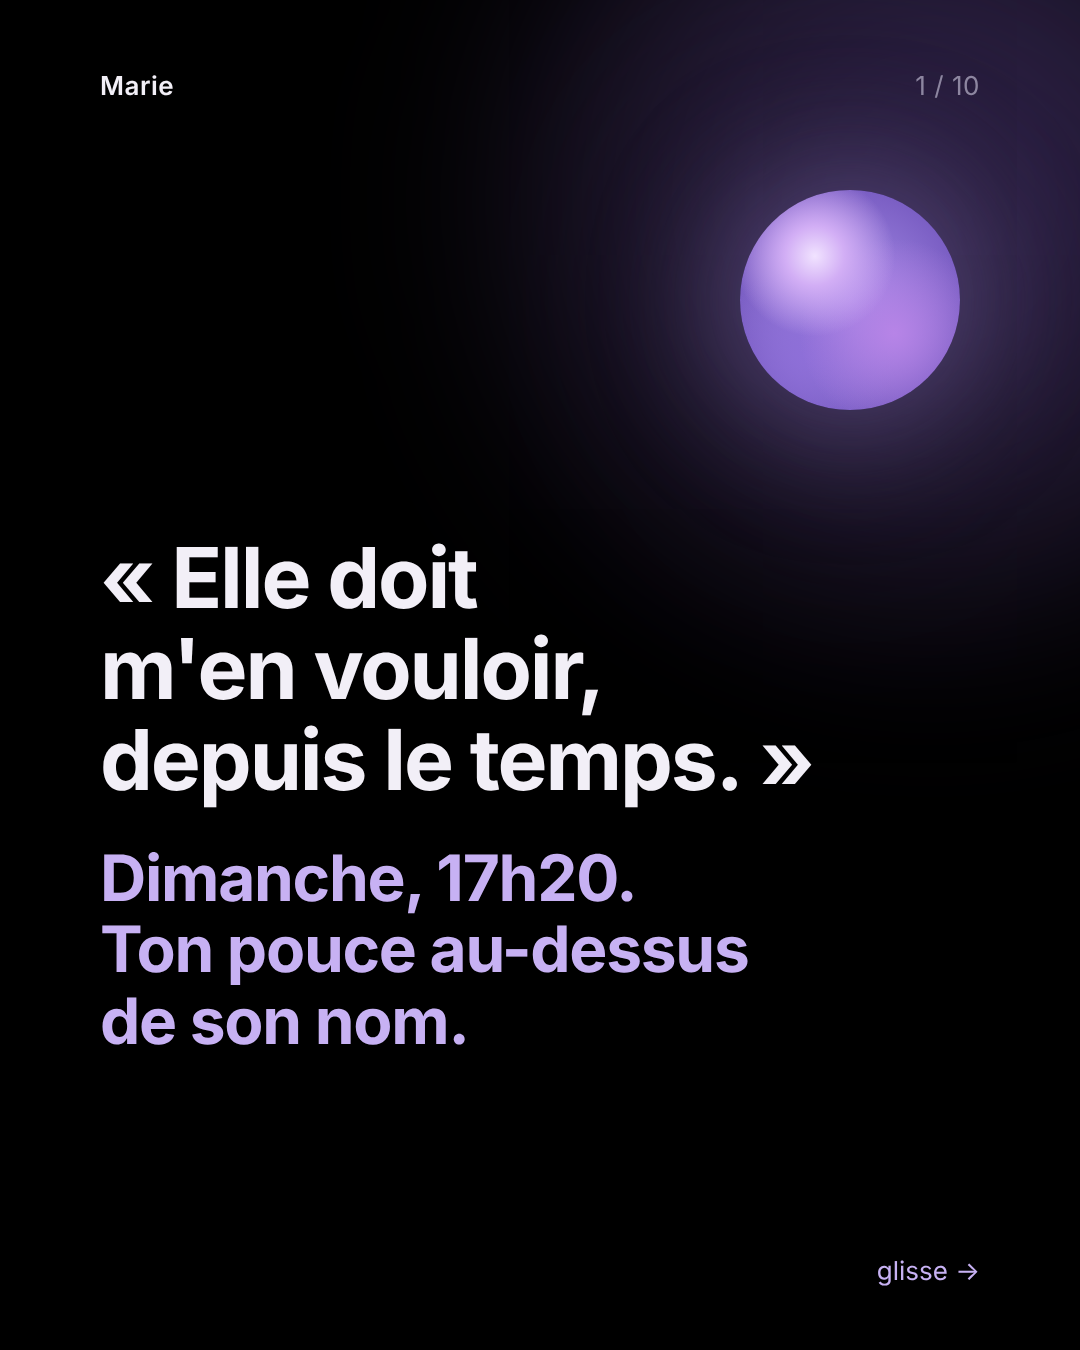 Marie
1 / 10
« Elle doit
m'en vouloir,
depuis le temps. »
Dimanche, 17h20.
Ton pouce au-dessus
de son nom.
glisse →